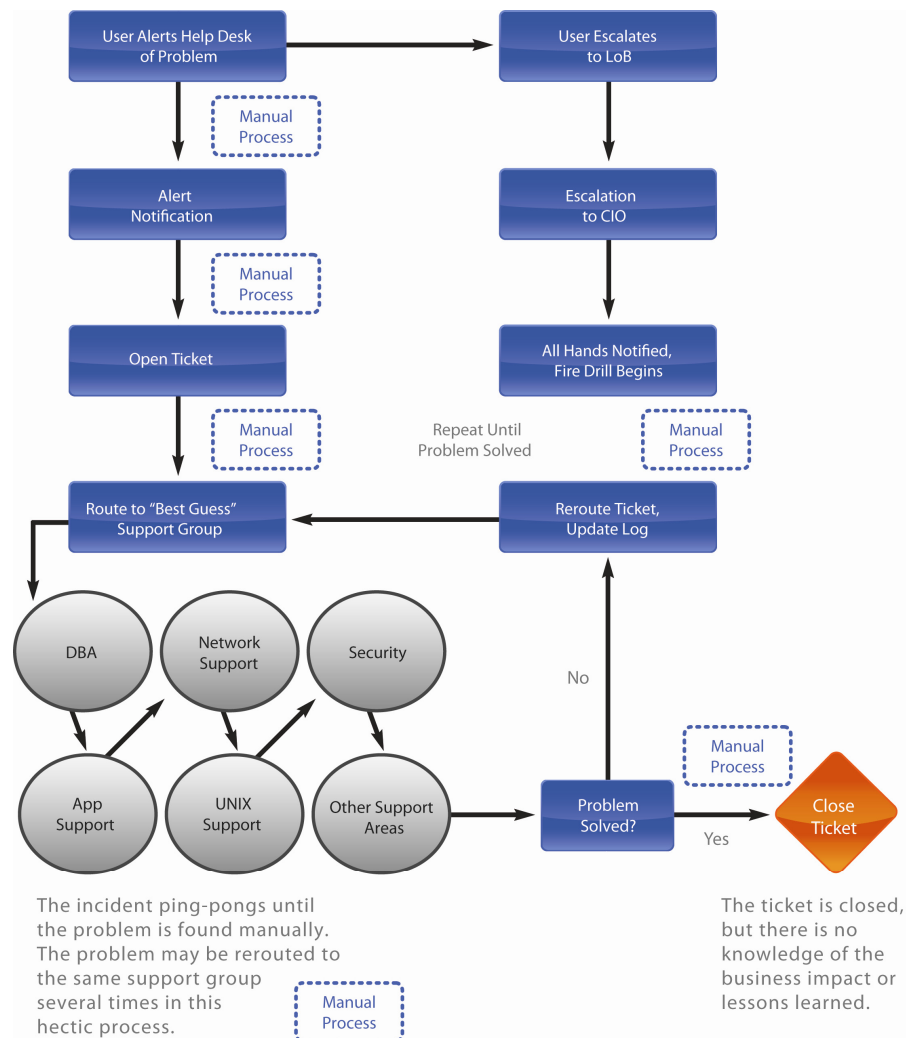 User Alerts Help Desk
of Problem
User Escalates
to LoB
Manual
Process
Alert
Notification
Escalation
to CIO
Manual
Process
Open Ticket
All Hands Notified,
Fire Drill Begins
Manual
Process
Repeat Until
Problem Solved
Manual
Process
Route to “Best Guess”
Support Group
Reroute Ticket,
Update Log
DBA
Network
Support
Security
No
App
Support
UNIX
Support
Other Support
Areas
Problem
Solved?
Manual
Process
Yes
Close
Ticket
The incident ping-pongs until
the problem is found manually.
The problem may be rerouted to
the same support group
several times in this
hectic process.
Manual
Process
The ticket is closed,
but there is no
knowledge of the
business impact or
lessons learned.